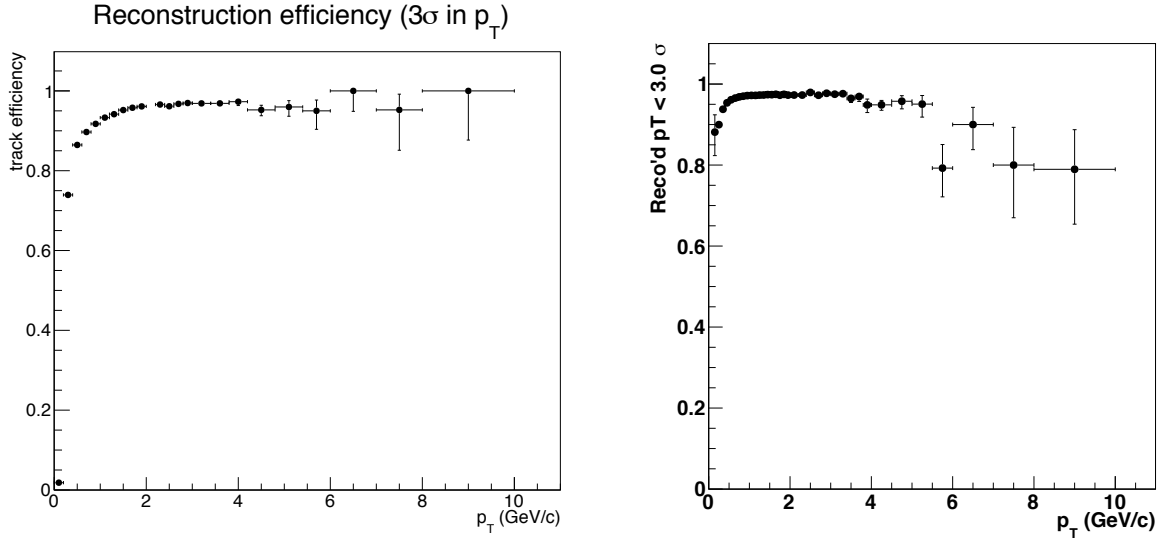 Reconstruction efficiency (3σ in p_T)
track efficiency
1
0.8
0.6
0.4
0.2
0
0 2 4 6 8 10
p_T (GeV/c)
Reco'd pT < 3.0 σ
1
0.8
0.6
0.4
0.2
0
0 2 4 6 8 10
p_T (GeV/c)